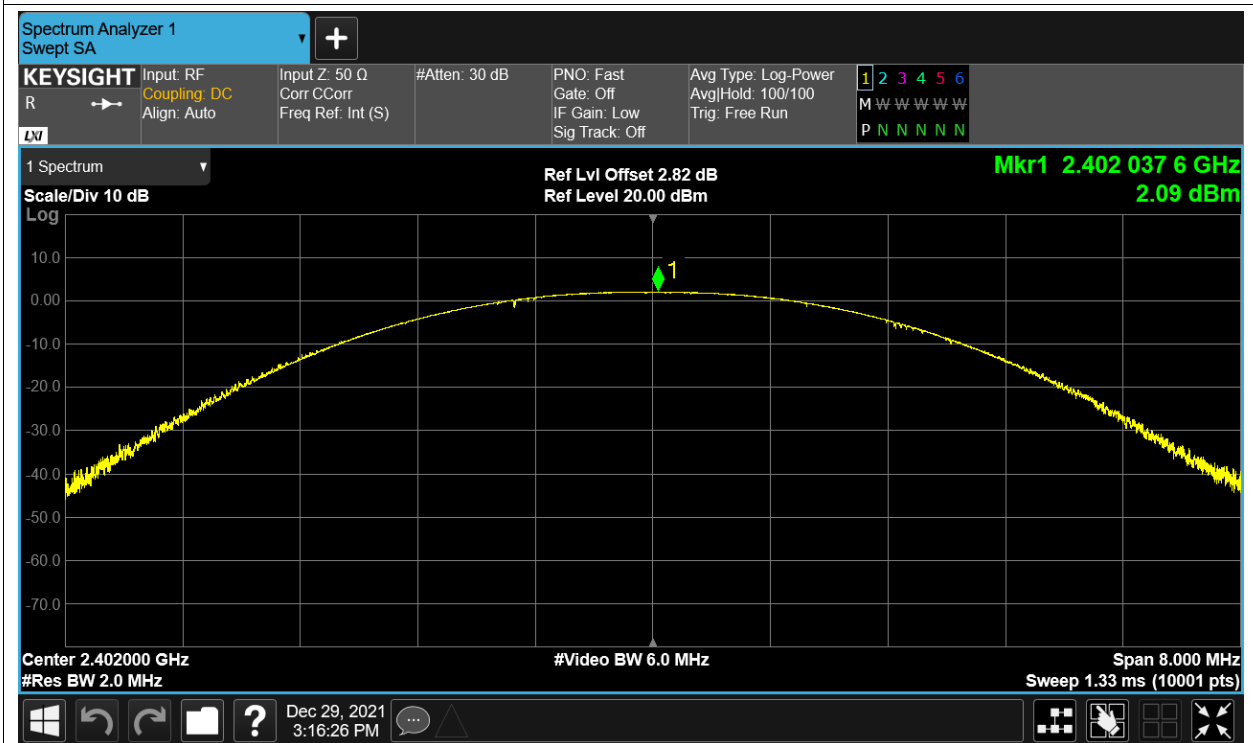 Spectrum Analyzer 1
Swept SA
KEYSIGHT
R
LXI
Input: RF
Coupling: DC
Align: Auto
Input Z: 50 Ω
Corr CCorr
Freq Ref: Int (S)
#Atten: 30 dB
PNO: Fast
Gate: Off
IF Gain: Low
Sig Track: Off
Avg Type: Log-Power
Avg|Hold: 100/100
Trig: Free Run
1 2 3 4 5 6
M W W W W W
P N N N N N
1 Spectrum
Scale/Div 10 dB
Log
Ref Lvl Offset 2.82 dB
Ref Level 20.00 dBm
Mkr1 2.402 037 6 GHz
2.09 dBm
1
10.0
0.00
-10.0
-20.0
-30.0
-40.0
-50.0
-60.0
-70.0
Center 2.402000 GHz
#Res BW 2.0 MHz
#Video BW 6.0 MHz
Span 8.000 MHz
Sweep 1.33 ms (10001 pts)
?
Dec 29, 2021
3:16:26 PM